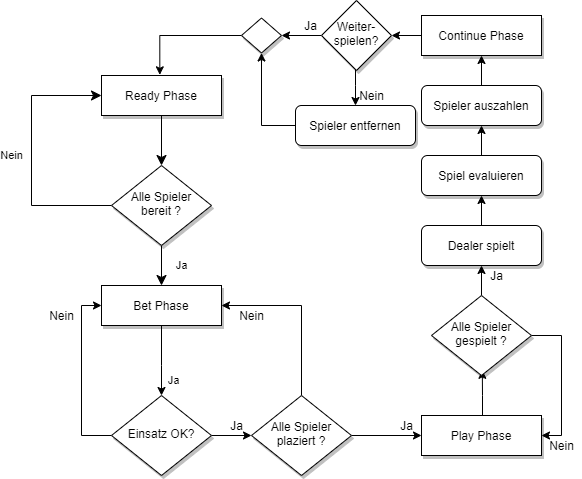 Weiter-
spielen?
Ja
Continue Phase
Nein
Ready Phase
Spieler auszahlen
Spieler entfernen
Nein
Spiel evaluieren
Alle Spieler
bereit ?
Dealer spielt
Ja
Ja
Bet Phase
Nein
Nein
Alle Spieler
gespielt ?
Ja
Alle Spieler
plaziert ?
Einsatz OK?
Ja
Ja
Play Phase
Nein